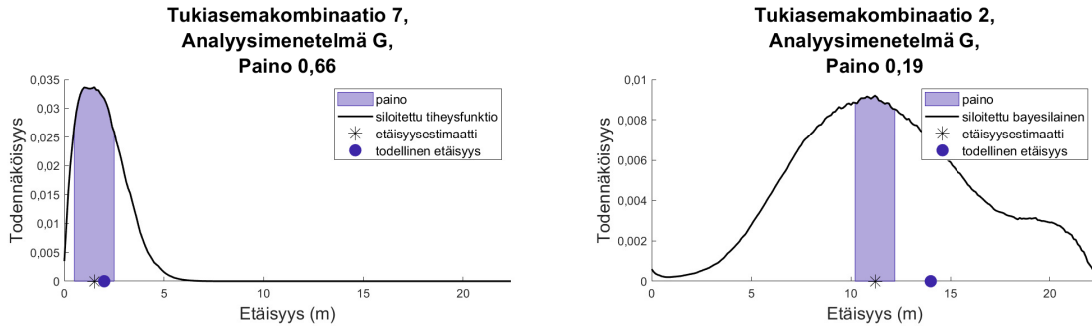 Tukiasemakombinaatio 7,
Analyysimenetelmä G,
Paino 0,66
0,035
0,03
0,025
0,02
0,015
0,01
0,005
0
Todennäköisyys
0
5
10
15
20
Etäisyys (m)
paino
siloitettu tiheysfunktio
etäisyysestimaatti
todellinen etäisyys
Tukiasemakombinaatio 2,
Analyysimenetelmä G,
Paino 0,19
0,01
0,008
0,006
0,004
0,002
0
Todennäköisyys
0
5
10
15
20
Etäisyys (m)
paino
siloitettu bayesilainen
etäisyysestimaatti
todellinen etäisyys